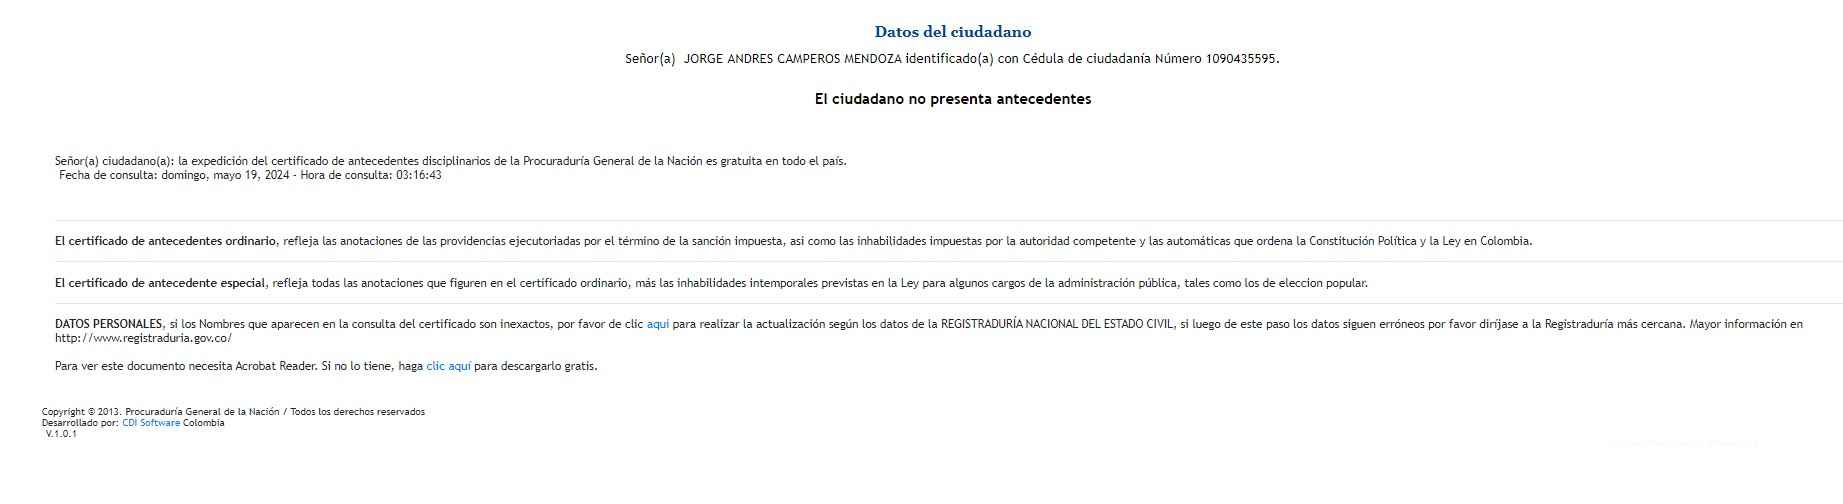 Datos del ciudadano
Señor(a) JORGE ANDRES CAMPEROS MENDOZA identificado(a) con Cédula de ciudadanía Número 1090435595.
El ciudadano no presenta antecedentes
Señor(a) ciudadano(a): la expedición del certificado de antecedentes disciplinarios de la Procuraduría General de la Nación es gratuita en todo el país.
Fecha de consulta: domingo, mayo 19, 2024 - Hora de consulta: 03:16:43
El certificado de antecedentes ordinario, refleja las anotaciones de las providencias ejecutoriadas por el término de la sanción impuesta, asi como las inhabilidades impuestas por la autoridad competente y las automáticas que ordena la Constitución Política y la Ley en Colombia.
El certificado de antecedente especial, refleja todas las anotaciones que figuren en el certificado ordinario, más las inhabilidades intemporales previstas en la Ley para algunos cargos de la administración pública, tales como los de eleccion popular.
DATOS PERSONALES, si los Nombres que aparecen en la consulta del certificado son inexactos, por favor de clic aquí para realizar la actualización según los datos de la REGISTRADURÍA NACIONAL DEL ESTADO CIVIL, si luego de este paso los datos siguen erróneos por favor diríjase a la Registraduría más cercana. Mayor información en
http://www.registraduria.gov.co/
Para ver este documento necesita Acrobat Reader. Si no lo tiene, haga clic aquí para descargarlo gratis.
Copyright © 2013. Procuraduría General de la Nación / Todos los derechos reservados
Desarrollado por: CDI Software Colombia
V.1.0.1